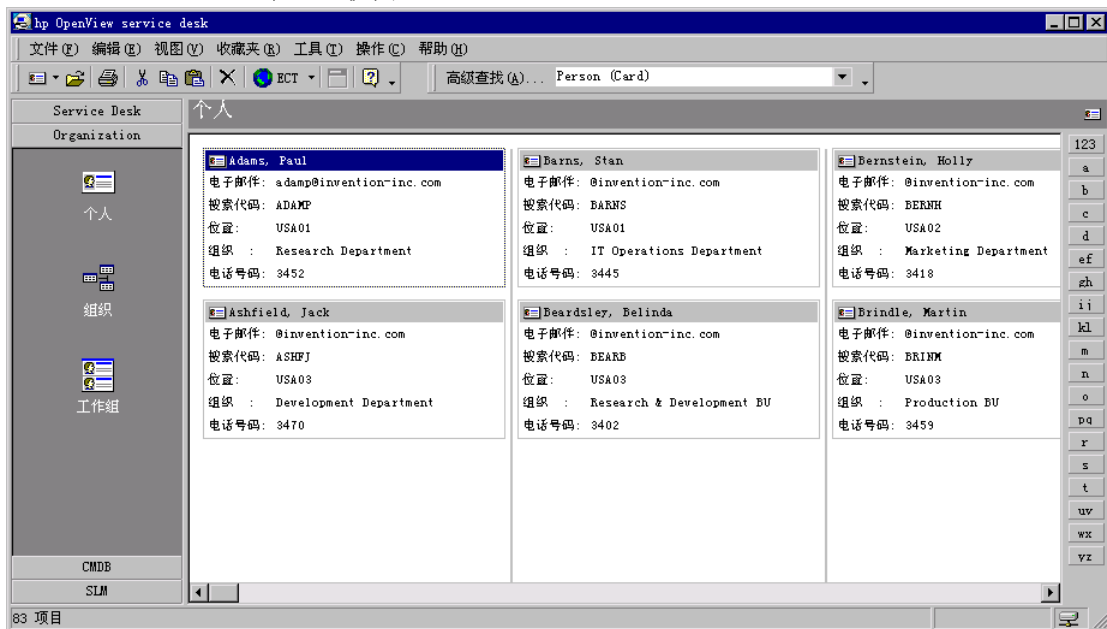 hp OpenView service desk
文件(F) 编辑(E) 视图(V) 收藏夹(R) 工具(T) 操作(C) 帮助(H)
ECT 高级查找(A)... Person (Card)
Service Desk
Organization
个人
组织
工作组
CMDB
SLM
个人
Adams, Paul
电子邮件: adamp@invention-inc.com
搜索代码: ADAMP
位置: USA01
组织 : Research Department
电话号码: 3452
Ashfield, Jack
电子邮件: @invention-inc.com
搜索代码: ASHFJ
位置: USA03
组织 : Development Department
电话号码: 3470
Barns, Stan
电子邮件: @invention-inc.com
搜索代码: BARNS
位置: USA01
组织 : IT Operations Department
电话号码: 3445
Beardsley, Belinda
电子邮件: @invention-inc.com
搜索代码: BEARB
位置: USA03
组织 : Research & Development BU
电话号码: 3402
Bernstein, Holly
电子邮件: @invention-inc.com
搜索代码: BERNH
位置: USA02
组织 : Marketing Department
电话号码: 3418
Brindle, Martin
电子邮件: @invention-inc.com
搜索代码: BRINM
位置: USA03
组织 : Production BU
电话号码: 3459
123
a
b
c
d
ef
gh
ij
kl
m
n
o
pq
r
s
t
uv
wx
yz
83 项目